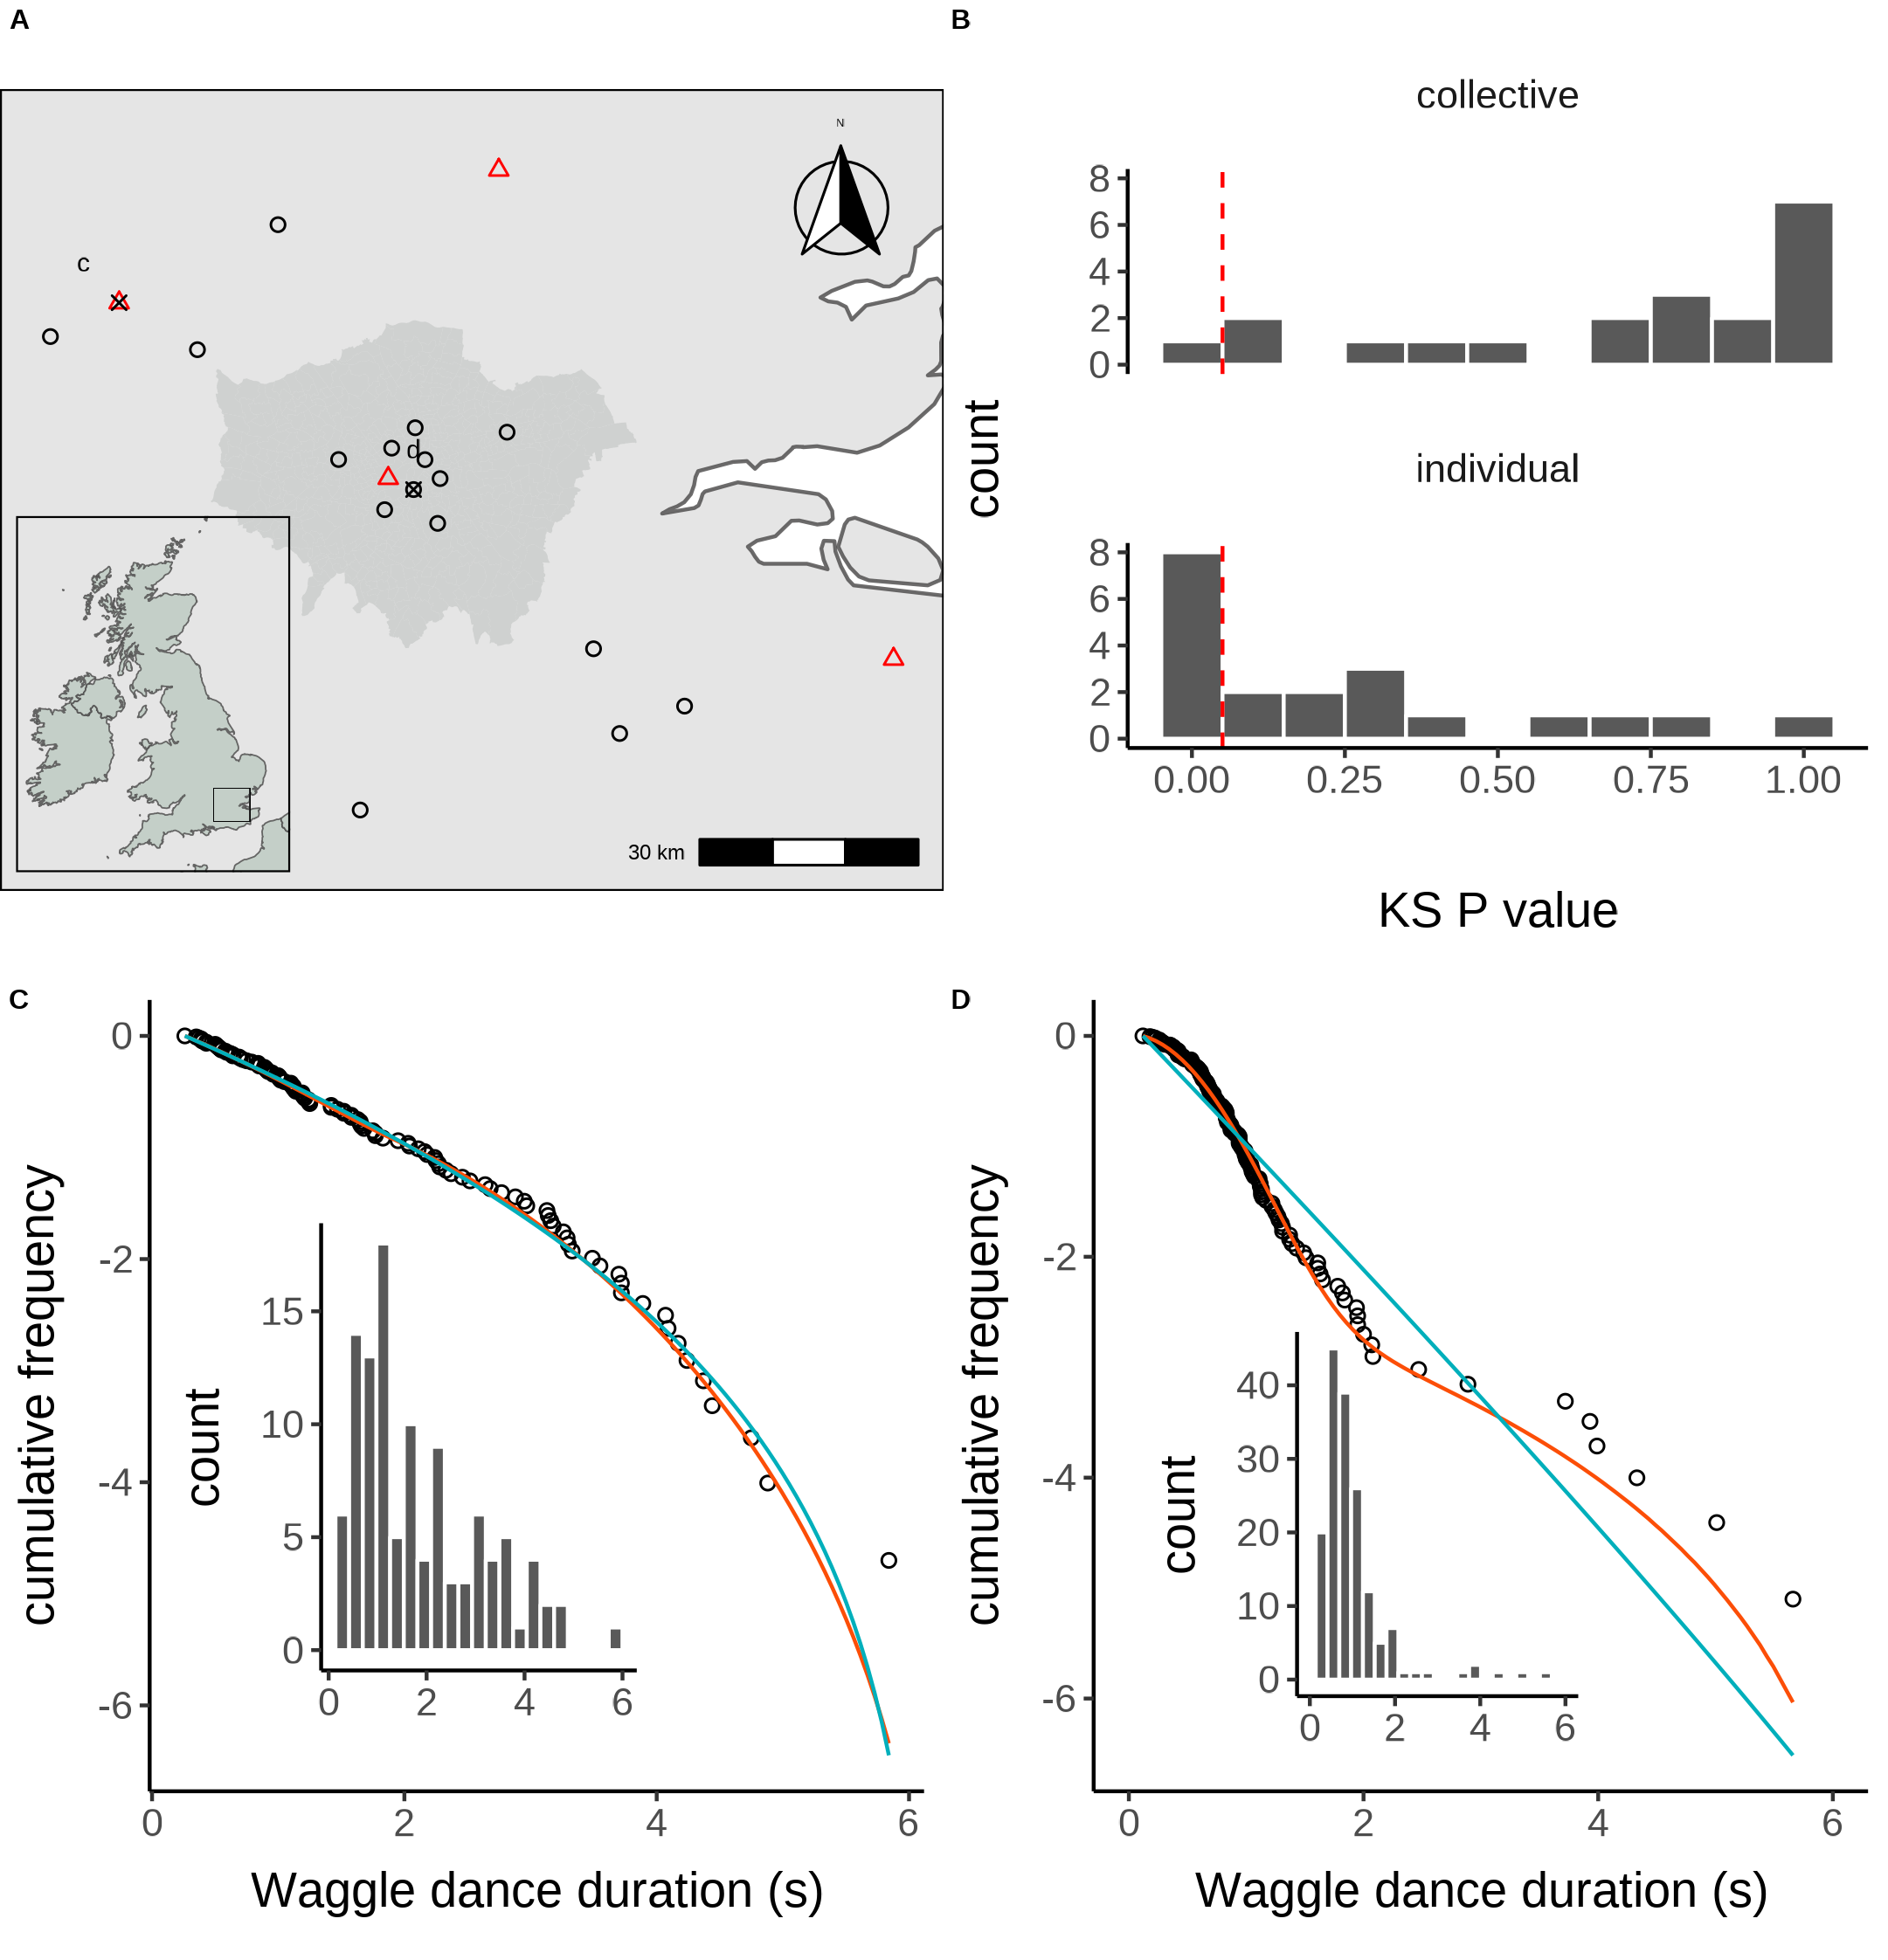 A
N
c
d
30 km
B
collective
8
6
4
2
0
individual
8
6
4
2
0
count
0.00 0.25 0.50 0.75 1.00
KS P value
C
0
-2
-4
-6
cumulative frequency
15
10
5
0
count
0 2 4 6
0 2 4 6
Waggle dance duration (s)
D
0
-2
-4
-6
cumulative frequency
40
30
20
10
0
count
0 2 4 6
0 2 4 6
Waggle dance duration (s)